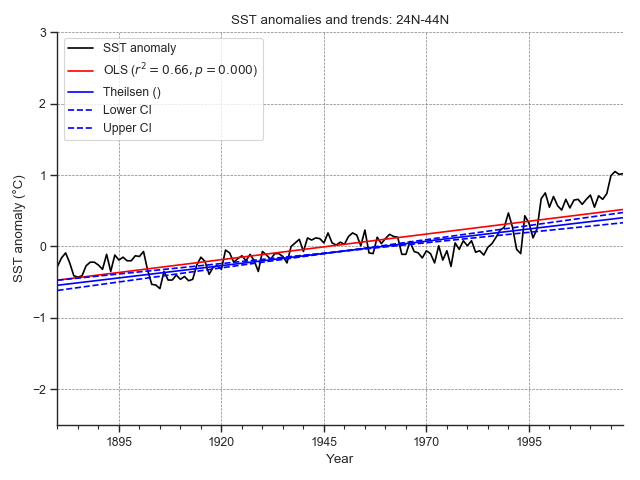 SST anomalies and trends: 24N-44N
SST anomaly
OLS (r² = 0.66, p = 0.000)
Theilsen ()
Lower CI
Upper CI
3
2
1
0
−1
−2
SST anomaly (°C)
1895 1920 1945 1970 1995
Year